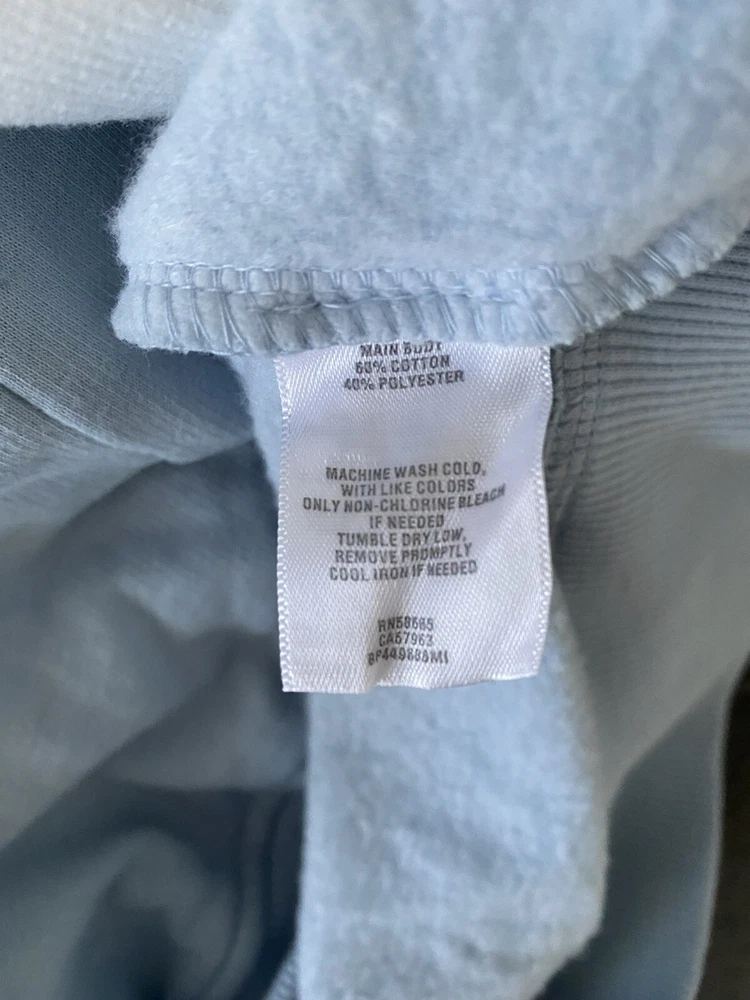 MAIN BODY
60% COTTON
40% POLYESTER
MACHINE WASH COLD,
WITH LIKE COLORS
ONLY NON-CHLORINE BLEACH
IF NEEDED
TUMBLE DRY LOW,
REMOVE PROMPTLY
COOL IRON IF NEEDED
CA57963